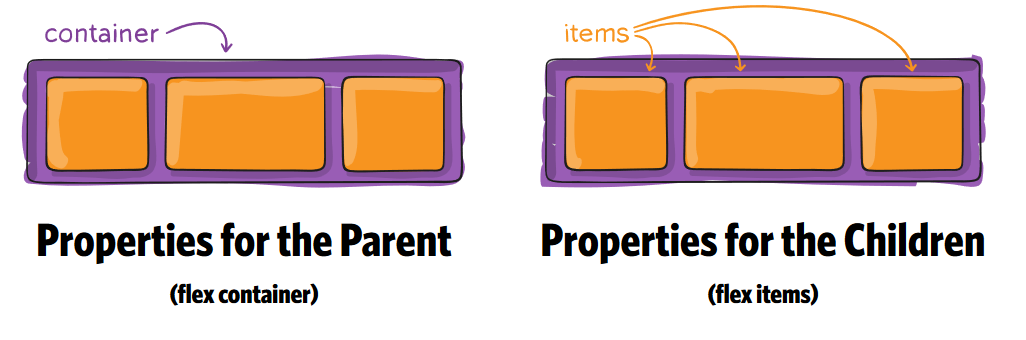 container
Properties for the Parent
(flex container)
items
Properties for the Children
(flex items)